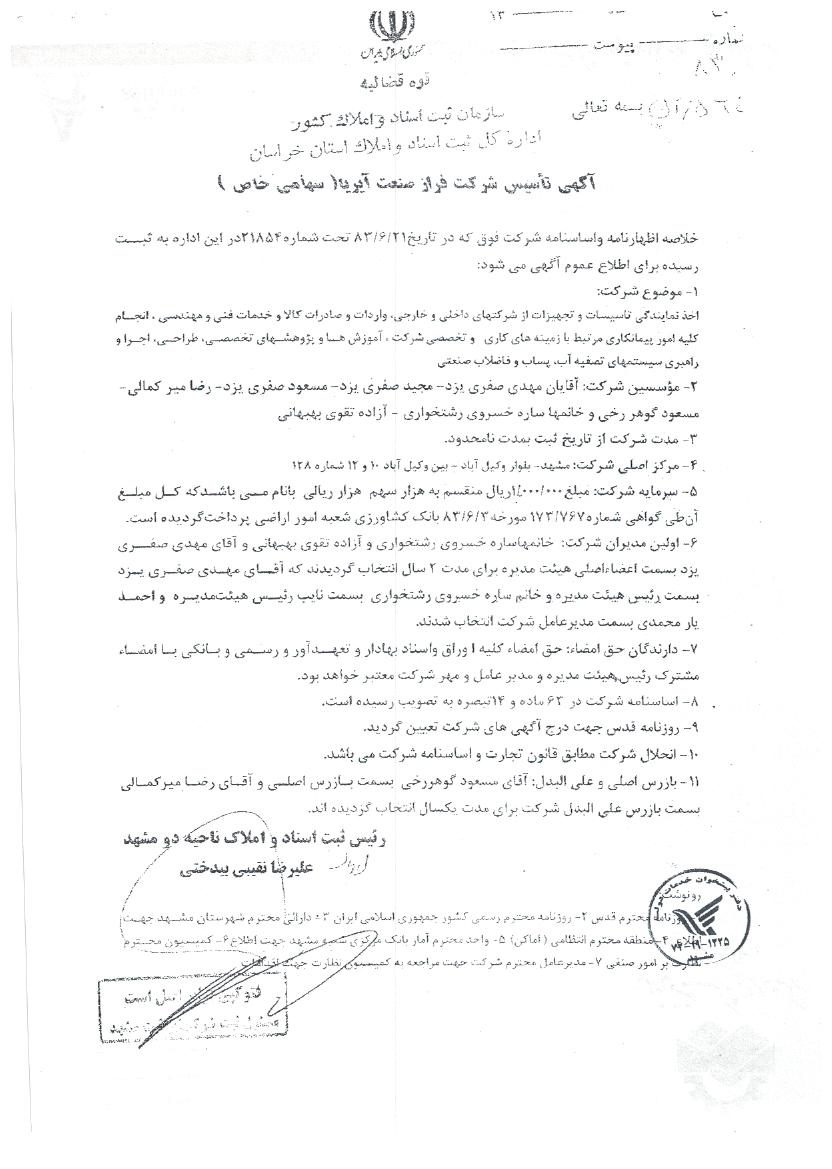 ۱۳
شماره پیوست
جمهوری اسلامی ایران
۸۳
قوه قضائیه
بسمه تعالی
سازمان ثبت اسناد و املاک کشور
اداره کل ثبت اسناد و املاک استان خراسان
آگهی تأسیس شرکت فراز صنعت آیریا( سهامی خاص )
خلاصه اظهارنامه واساسنامه شرکت فوق که در تاریخ۸۳/۶/۲۱ تحت شماره۲۱۸۵۴در این اداره به ثبت
رسیده برای اطلاع عموم آگهی می شود:
۱- موضوع شرکت:
اخذ نمایندگی تاسیسات و تجهیزات از شرکتهای داخلی و خارجی، واردات و صادرات کالا و خدمات فنی و مهندسی ، انجام
کلیه امور پیمانکاری مرتبط با زمینه های کاری و تخصصی شرکت ، آموزش ها و پژوهشهای تخصصی، طراحی، اجرا و
راهبری سیستمهای تصفیه آب، پساب و فاضلاب صنعتی
۲- مؤسسین شرکت: آقایان مهدی صفری یزد- مجید صفری یزد- مسعود صفری یزد- رضا میر کمالی-
مسعود گوهر رخی و خانمها ساره خسروی رشتخواری - آزاده تقوی بهبهانی
۳- مدت شرکت از تاریخ ثبت بمدت نامحدود.
۴- مرکز اصلی شرکت: مشهد- بلوار وکیل آباد - بین وکیل آباد ۱۰ و ۱۲ شماره ۱۲۸
۵- سرمایه شرکت: مبلغ ۱/۰۰۰/۰۰۰ریال منقسم به هزار سهم هزار ریالی بانام می باشدکه کل مبلغ
آن‌طی گواهی شماره۱۷۳/۷۶۷ مورخه ۸۳/۶/۳ بانک کشاورزی شعبه امور اراضی پرداخت‌گردیده است.
۶- اولین مدیران شرکت: خانمهاساره خسروی رشتخواری و آزاده تقوی بهبهانی و آقای مهدی صفری
یزد بسمت اعضاءاصلی هیئت مدیره برای مدت ۲ سال انتخاب گردیدند که آقای مهدی صفری یزد
بسمت رئیس هیئت مدیره و خانم ساره خسروی رشتخواری بسمت نایب رئیس هیئت‌مدیره و احمد
یار محمدی بسمت مدیرعامل شرکت انتخاب شدند.
۷- دارندگان حق امضاء: حق امضاء کلیه اوراق واسناد بهادار و تعهدآور و رسمی و بانکی با امضاء
مشترک رئیس هیئت مدیره و مدیر عامل و مهر شرکت معتبر خواهد بود.
۸- اساسنامه شرکت در ۶۳ ماده و ۱۴تبصره به تصویب رسیده است.
۹- روزنامه قدس جهت درج آگهی های شرکت تعیین گردید.
۱۰- انحلال شرکت مطابق قانون تجارت و اساسنامه شرکت می باشد.
۱۱- بازرس اصلی و علی البدل: آقای مسعود گوهررخی بسمت بازرس اصلی و آقای رضا میرکمالی
بسمت بازرس علی البدل شرکت برای مدت یکسال انتخاب گردیده اند.
رئیس ثبت اسناد و املاک ناحیه دو مشهد
علیرضا نقیبی بیدختی
دفتر پیشخوان خدمات
رونوشت
روزنامه محترم قدس ۲- روزنامه محترم رسمی کشور جمهوری اسلامی ایران ۳- دارائی محترم شهرستان مشهد جهت
اطلاع ۴- منطقه محترم انتظامی ( اماکن) ۵- واحد محترم آمار بانک مرکزی شعبه مشهد جهت اطلاع ۶- کمیسیون محترم
نظارت بر امور صنفی ۷- مدیرعامل محترم شرکت جهت مراجعه به کمیسیون نظارت جهت اقدامات
۷۲-۱۹-۱۲۲۵
مشهد
فتوکپی برابر اصل است
مسئول ثبت شرکت مشهد